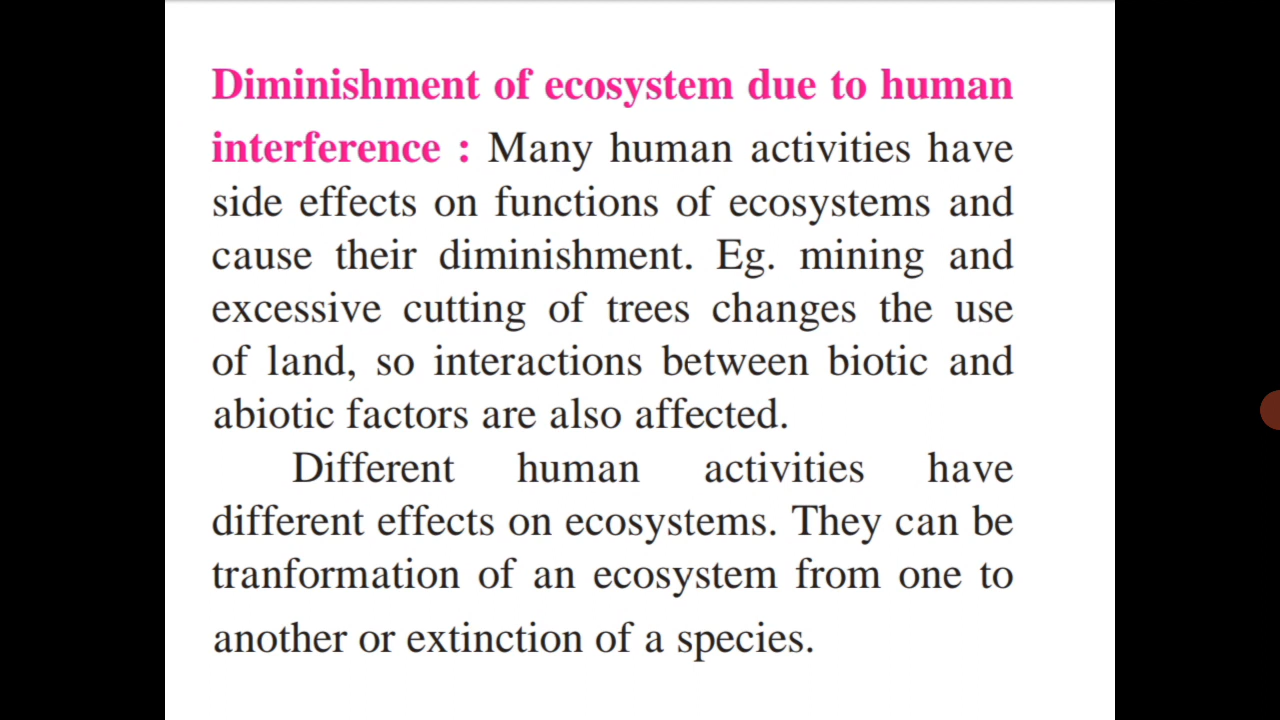 Diminishment of ecosystem due to human
interference : Many human activities have
side effects on functions of ecosystems and
cause their diminishment. Eg. mining and
excessive cutting of trees changes the use
of land, so interactions between biotic and
abiotic factors are also affected.
Different human activities have
different effects on ecosystems. They can be
tranformation of an ecosystem from one to
another or extinction of a species.